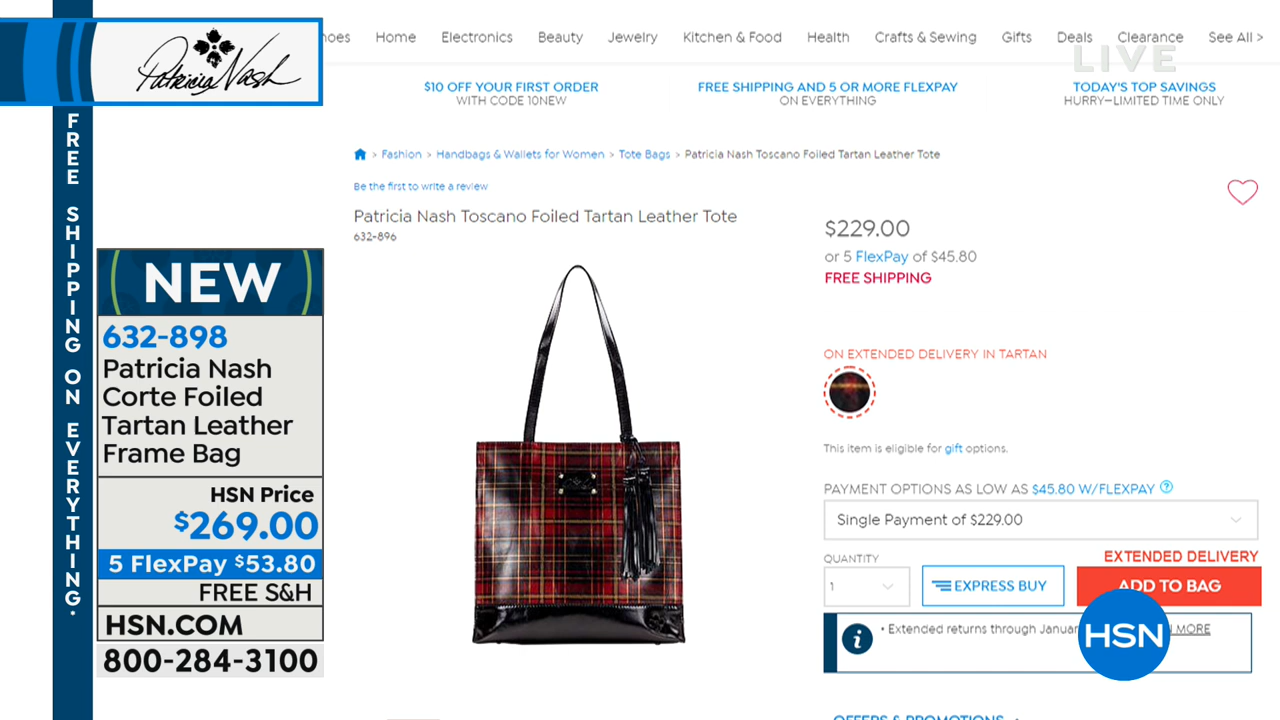 Patricia Nash
FREE SHIPPING ON EVERYTHING.*
NEW
632-898
Patricia Nash
Corte Foiled
Tartan Leather
Frame Bag
HSN Price
$269.00
5 FlexPay $53.80
FREE S&H
HSN.COM
800-284-3100
Home Electronics Beauty Jewelry Kitchen & Food Health Crafts & Sewing Gifts Deals Clearance See All >
LIVE
$10 OFF YOUR FIRST ORDER
WITH CODE 10NEW
FREE SHIPPING AND 5 OR MORE FLEXPAY
ON EVERYTHING
TODAY'S TOP SAVINGS
HURRY–LIMITED TIME ONLY
> Fashion > Handbags & Wallets for Women > Tote Bags > Patricia Nash Toscano Foiled Tartan Leather Tote
Be the first to write a review
Patricia Nash Toscano Foiled Tartan Leather Tote
632-896
$229.00
or 5 FlexPay of $45.80
FREE SHIPPING
ON EXTENDED DELIVERY IN TARTAN
This item is eligible for gift options.
PAYMENT OPTIONS AS LOW AS $45.80 W/FLEXPAY ?
Single Payment of $229.00
QUANTITY
EXTENDED DELIVERY
1
EXPRESS BUY
ADD TO BAG
i
• Extended returns through MORE
HSN